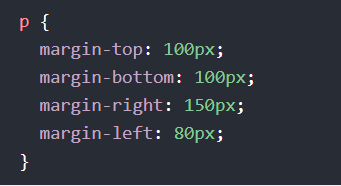 p {
  margin-top: 100px;
  margin-bottom: 100px;
  margin-right: 150px;
  margin-left: 80px;
}